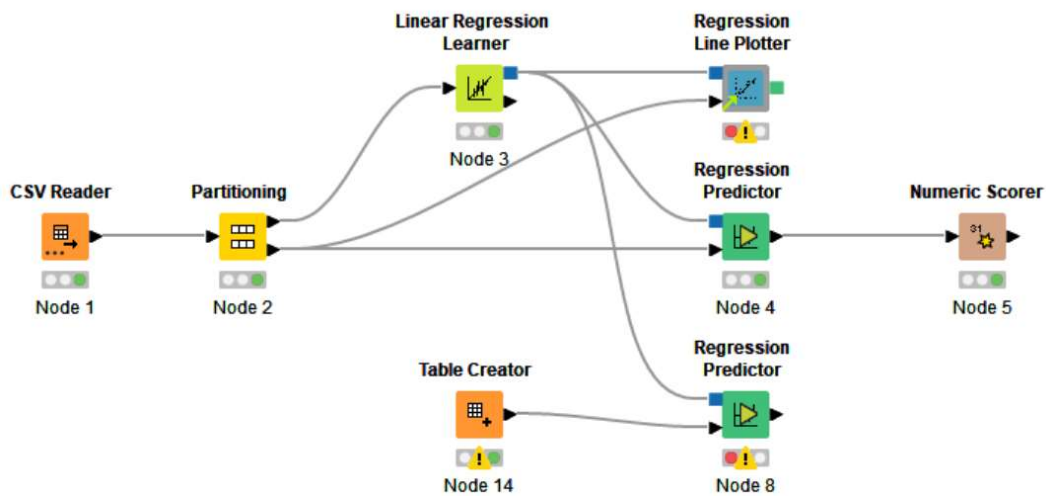 Linear Regression
Learner
Node 3
Regression
Line Plotter
CSV Reader
Node 1
Partitioning
Node 2
Regression
Predictor
Node 4
Numeric Scorer
31
Node 5
Table Creator
Node 14
Regression
Predictor
Node 8